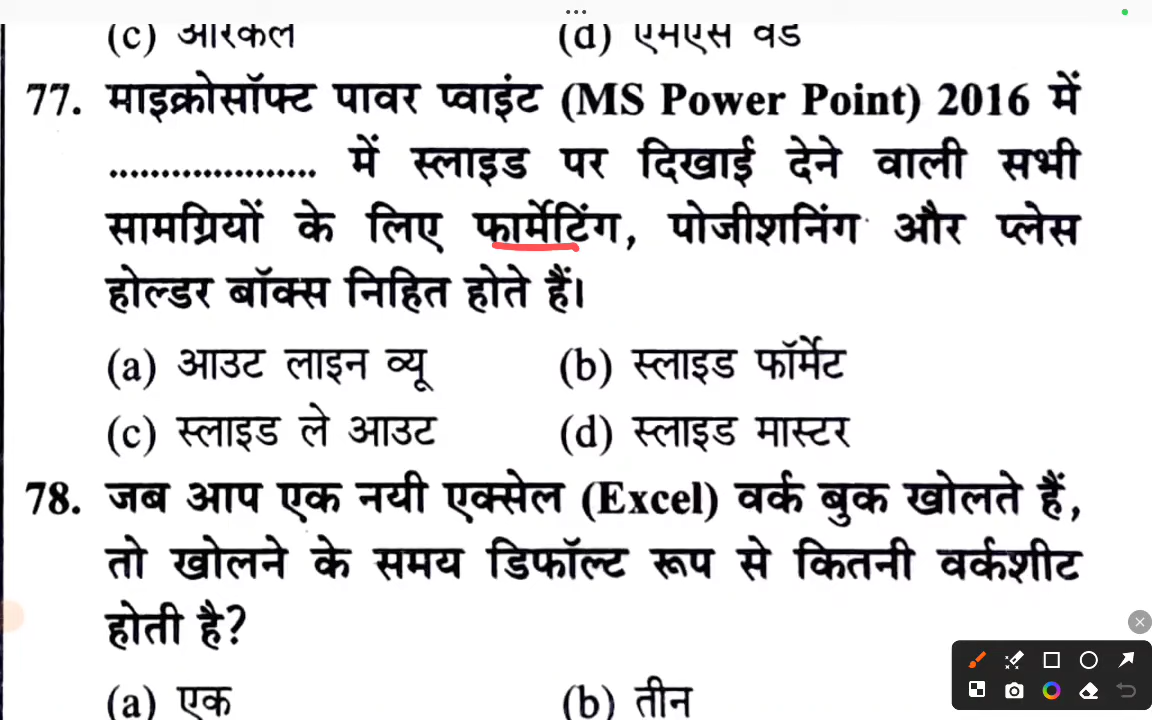 (c) ओरेकल (d) एमएस वर्ड
77. माइक्रोसॉफ्ट पावर प्वाइंट (MS Power Point) 2016 में
.................... में स्लाइड पर दिखाई देने वाली सभी
सामग्रियों के लिए फार्मेटिंग, पोजीशनिंग और प्लेस
होल्डर बॉक्स निहित होते हैं।
(a) आउट लाइन व्यू (b) स्लाइड फॉर्मेट
(c) स्लाइड ले आउट (d) स्लाइड मास्टर
78. जब आप एक नयी एक्सेल (Excel) वर्क बुक खोलते हैं,
तो खोलने के समय डिफॉल्ट रूप से कितनी वर्कशीट
होती है?
(a) एक (b) तीन